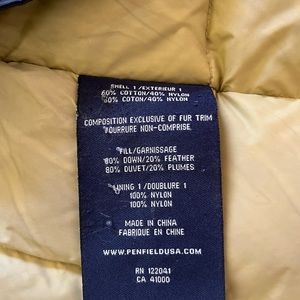 SHELL 1/EXTERIEUR 1
60% COTTON/40% NYLON
60% COTON/40% NYLON
COMPOSITION EXCLUSIVE OF FUR TRIM
FOURRURE NON-COMPRISE.
FILL/GARNISSAGE
80% DOWN/20% FEATHER
80% DUVET/20% PLUMES
LINING 1/DOUBLURE 1
100% NYLON
100% NYLON
MADE IN CHINA
FABRIQUE EN CHINE
WWW.PENFIELDUSA.COM
RN 122041
CA 41000